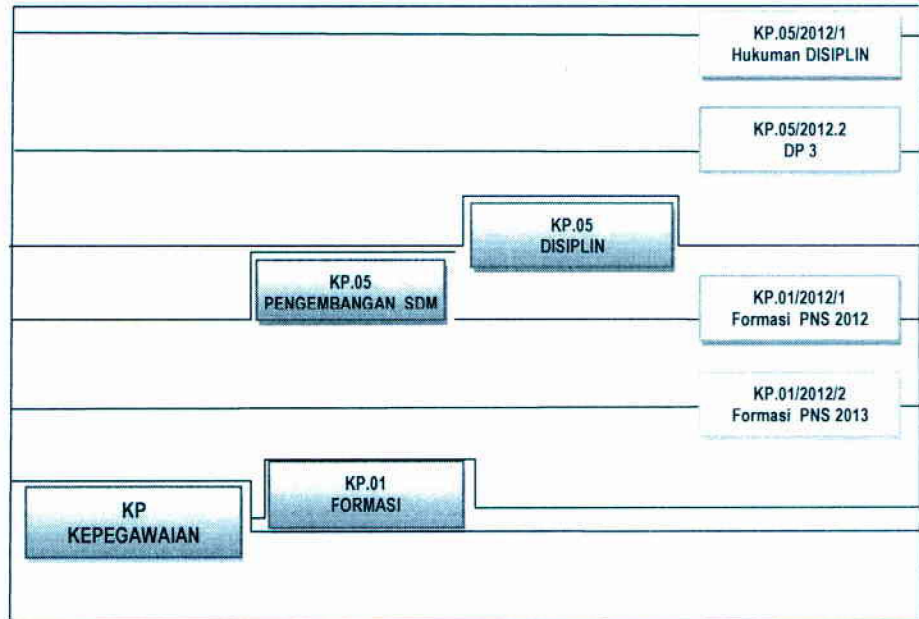 KP.05/2012/1
Hukuman DISIPLIN
KP.05/2012.2
DP 3
KP.05
DISIPLIN
KP.05
PENGEMBANGAN SDM
KP.01/2012/1
Formasi PNS 2012
KP.01/2012/2
Formasi PNS 2013
KP.01
FORMASI
KP
KEPEGAWAIAN